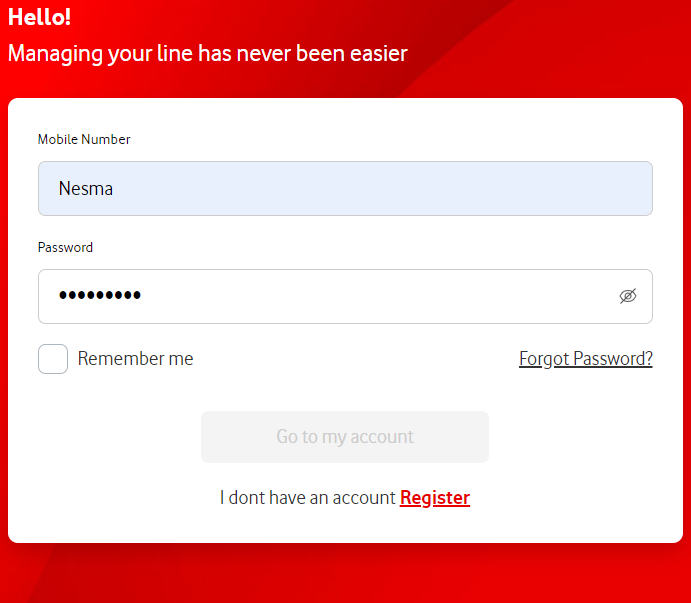 Hello!
Managing your line has never been easier
Mobile Number
Nesma
Password
•••••••••
Remember me
Forgot Password?
Go to my account
I dont have an account Register